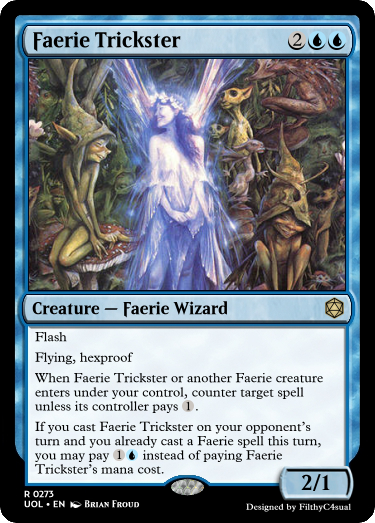 Faerie Trickster 2
Creature — Faerie Wizard
Flash
Flying, hexproof
When Faerie Trickster or another Faerie creature
enters under your control, counter target spell
unless its controller pays 1.
If you cast Faerie Trickster on your opponent's
turn and you already cast a Faerie spell this turn,
you may pay 1 instead of paying Faerie
Trickster's mana cost.
2/1
R 0273
UOL • EN Brian Froud
Designed by FilthyC4sual